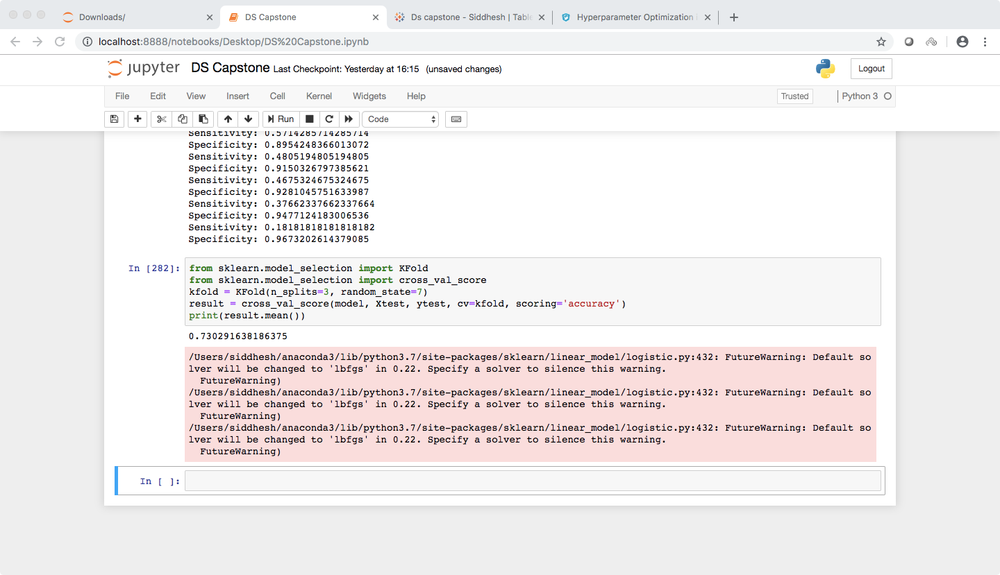 Downloads/
DS Capstone
Ds capstone - Siddhesh | Table
Hyperparameter Optimization i
localhost:8888/notebooks/Desktop/DS%20Capstone.ipynb
jupyter DS Capstone Last Checkpoint: Yesterday at 16:15 (unsaved changes)
Logout
File Edit View Insert Cell Kernel Widgets Help
Trusted
Python 3
Run
Code
Sensitivity: 0.5714285714285714
Specificity: 0.8954248366013072
Sensitivity: 0.4805194805194805
Specificity: 0.9150326797385621
Sensitivity: 0.4675324675324675
Specificity: 0.9281045751633987
Sensitivity: 0.37662337662337664
Specificity: 0.9477124183006536
Sensitivity: 0.18181818181818182
Specificity: 0.9673202614379085
In [282]: from sklearn.model_selection import KFold
from sklearn.model_selection import cross_val_score
kfold = KFold(n_splits=3, random_state=7)
result = cross_val_score(model, Xtest, ytest, cv=kfold, scoring='accuracy')
print(result.mean())
0.730291638186375
/Users/siddhesh/anaconda3/lib/python3.7/site-packages/sklearn/linear_model/logistic.py:432: FutureWarning: Default so
lver will be changed to 'lbfgs' in 0.22. Specify a solver to silence this warning.
FutureWarning)
/Users/siddhesh/anaconda3/lib/python3.7/site-packages/sklearn/linear_model/logistic.py:432: FutureWarning: Default so
lver will be changed to 'lbfgs' in 0.22. Specify a solver to silence this warning.
FutureWarning)
/Users/siddhesh/anaconda3/lib/python3.7/site-packages/sklearn/linear_model/logistic.py:432: FutureWarning: Default so
lver will be changed to 'lbfgs' in 0.22. Specify a solver to silence this warning.
FutureWarning)
In [ ]: